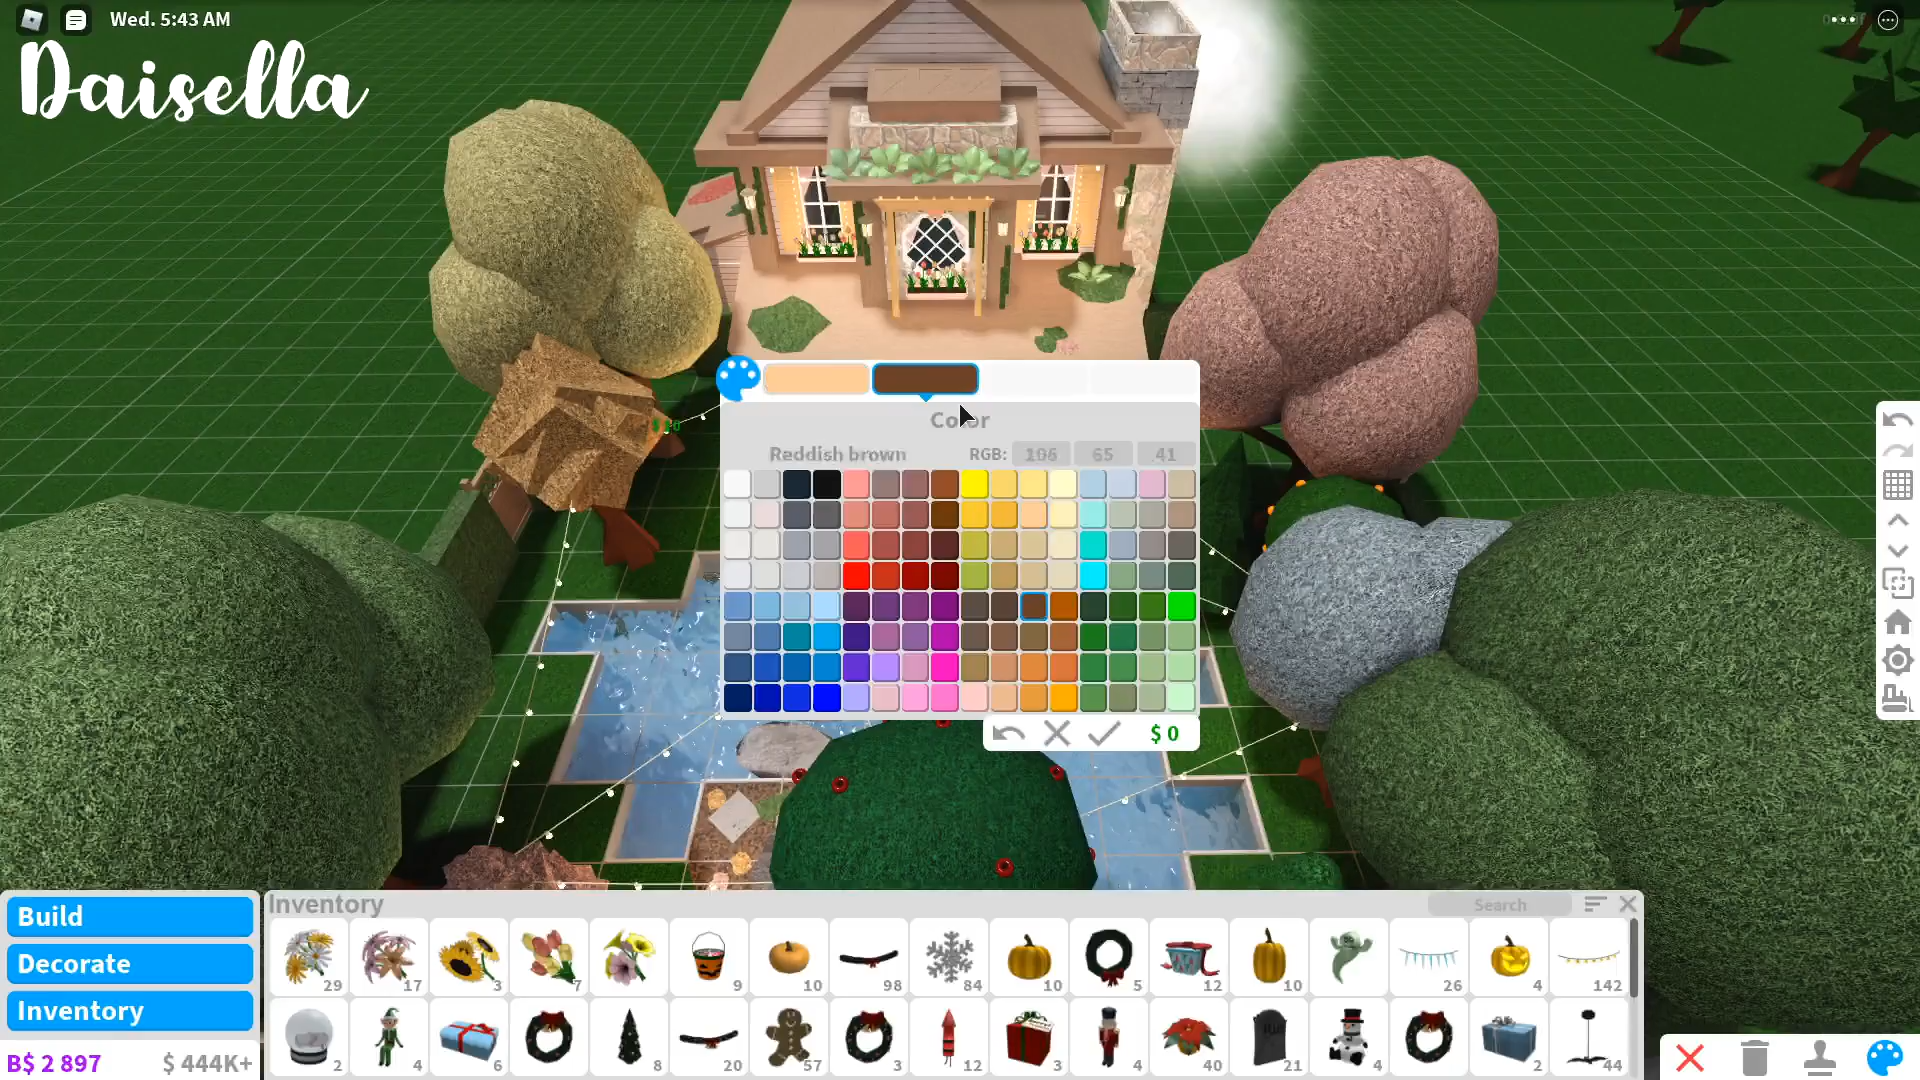 Wed. 5:43 AM
Daisella
$ 0
Color
Reddish brown RGB: 106 65 41
$ 0
Build
Decorate
Inventory
B$ 2 897 $ 444K+
Inventory Search
29 17 3 7 9 10 98 84 10 5 12 10 26 4 142
2 4 6 8 20 57 3 12 3 4 40 21 4 2 44